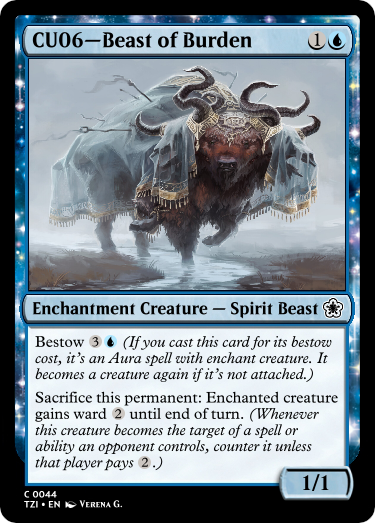 CU06—Beast of Burden 1
Enchantment Creature — Spirit Beast
Bestow 3 (If you cast this card for its bestow
cost, it's an Aura spell with enchant creature. It
becomes a creature again if it's not attached.)
Sacrifice this permanent: Enchanted creature
gains ward 2 until end of turn. (Whenever
this creature becomes the target of a spell or
ability an opponent controls, counter it unless
that player pays 2.)
1/1
C 0044
TZI • EN VERENA G.